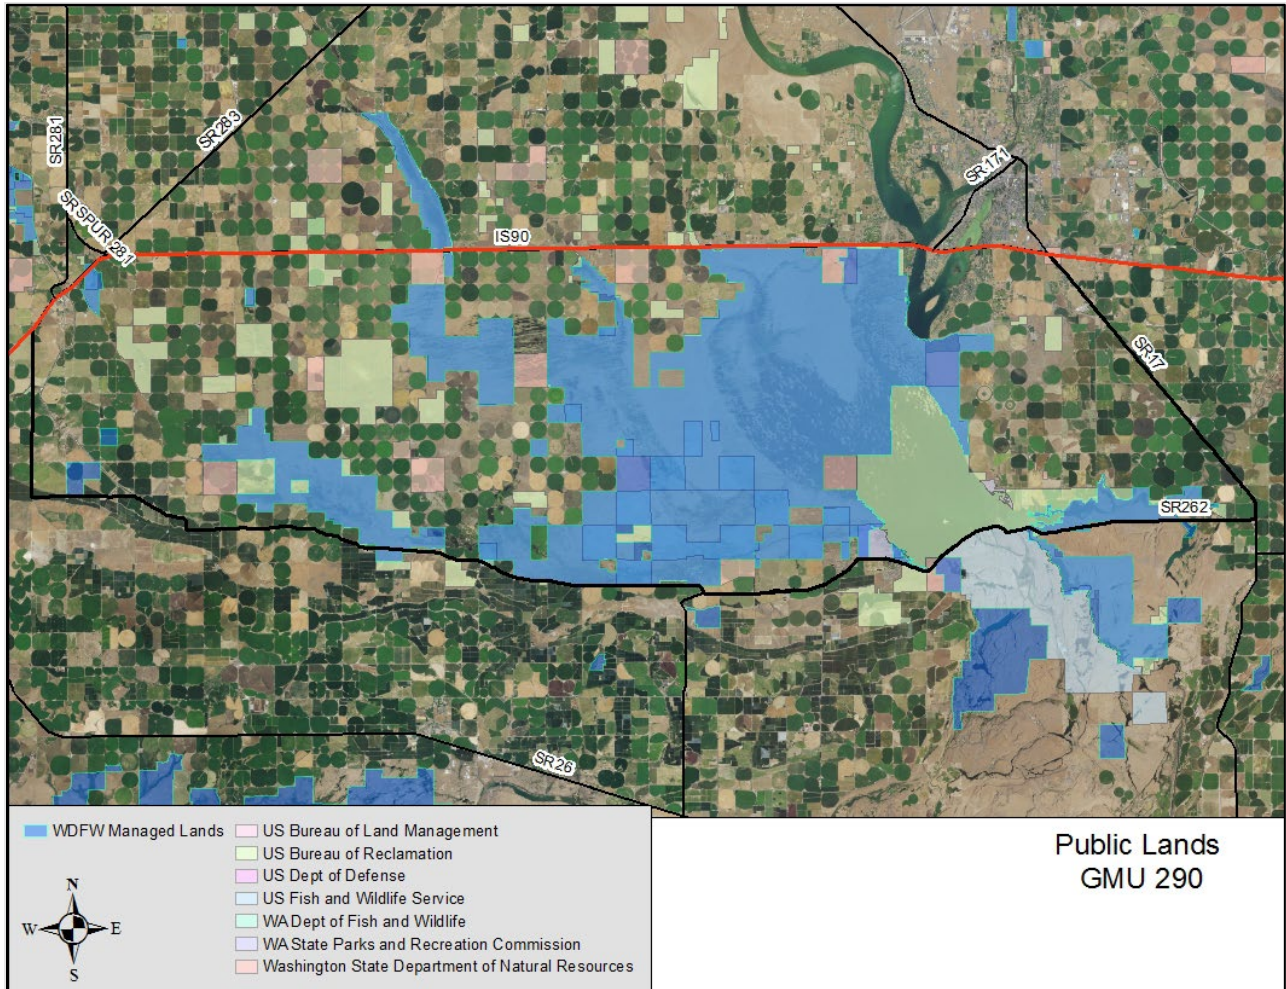 SR281
SR283
SR171
SR SPUR 281
IS90
SR17
SR262
SR26
WDFW Managed Lands
US Bureau of Land Management
US Bureau of Reclamation
US Dept of Defense
US Fish and Wildlife Service
WA Dept of Fish and Wildlife
WA State Parks and Recreation Commission
Washington State Department of Natural Resources
N
W
E
S
Public Lands
GMU 290